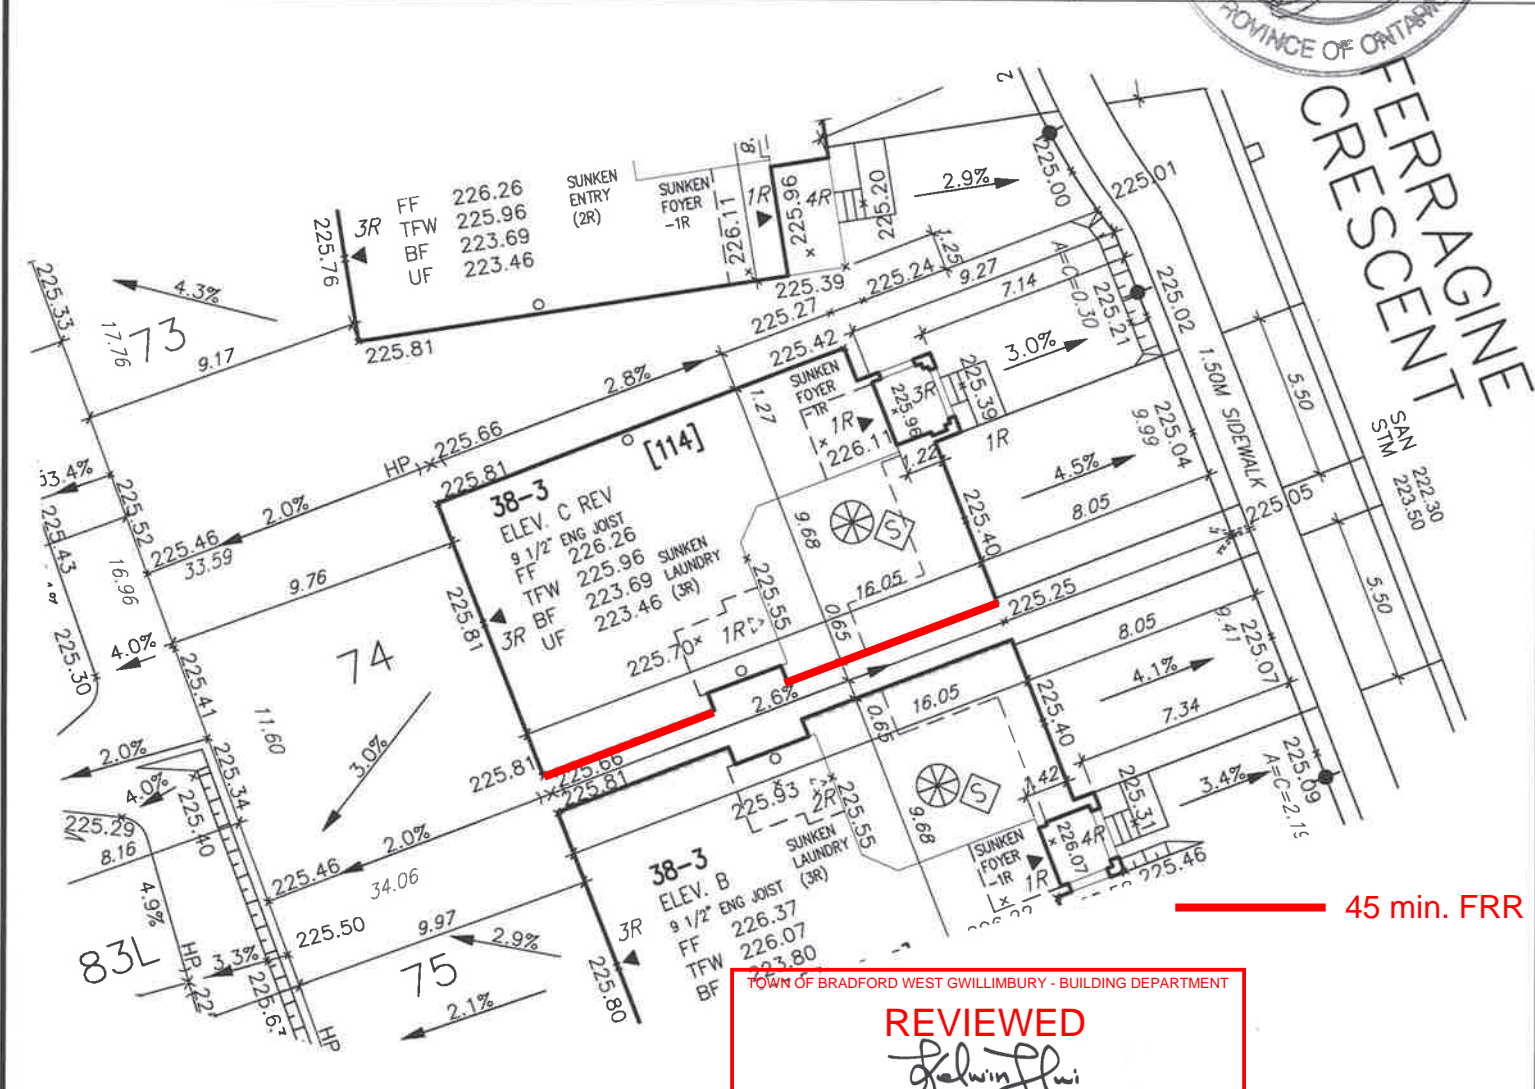 PROVINCE OF ONTARIO
FERRAGINE
CRESCENT
FF 226.26
TFW 225.96
BF 223.69
UF 223.46
3R
225.76
SUNKEN
ENTRY
(2R)
SUNKEN
FOYER
-1R
226.11
1R
225.96
4R
225.20
2.9%
225.00
225.01
225.33
17.76
73
4.3%
9.17
225.81
225.39
225.27
225.24
1.25
9.27
7.14
A=C=0.30
225.21
225.02
225.42
2.8%
225.66
HP
3.0%
1.50M SIDEWALK
5.50
SAN 222.30
STM 223.50
33.4%
225.43
225.52
225.46
33.59
2.0%
225.81
[114]
1.27
SUNKEN
FOYER
-1R
1R
226.11
225.96
3R
225.39
1R
1.22
4.5%
9.99
225.04
225.05
8.05
225.40
38-3
ELEV. C REV
9 1/2" ENG JOIST
FF 226.26
TFW 225.96
BF 223.69
UF 223.46
SUNKEN
LAUNDRY
(3R)
3R
225.81
9.76
16.96
225.30
4.0%
225.41
74
11.60
3.0%
225.70
1R
225.55
9.68
S
16.05
0.65
225.25
2.6%
225.81
225.66
225.81
8.05
9.41
225.07
4.1%
7.34
225.40
16.05
0.65
2.0%
4.0%
225.34
225.40
225.29
8.16
4.9%
225.46
2.0%
34.06
225.50
9.97
2.9%
83L
HP
3.3%
75
2.1%
HP
225.80
3R
38-3
ELEV. B
9 1/2" ENG JOIST
FF 226.37
TFW 226.07
BF 223.80
SUNKEN
LAUNDRY
(3R)
225.93
2R
225.55
9.68
S
1.42
SUNKEN
FOYER
-1R
1R
226.07
4R
225.31
225.46
3.4%
225.09
A=C=2.19
45 min. FRR
TOWN OF BRADFORD WEST GWILLIMBURY - BUILDING DEPARTMENT
REVIEWED